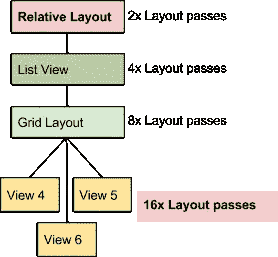 Relative Layout 2x Layout passes
List View 4x Layout passes
Grid Layout 8x Layout passes
View 4 View 5 16x Layout passes
View 6